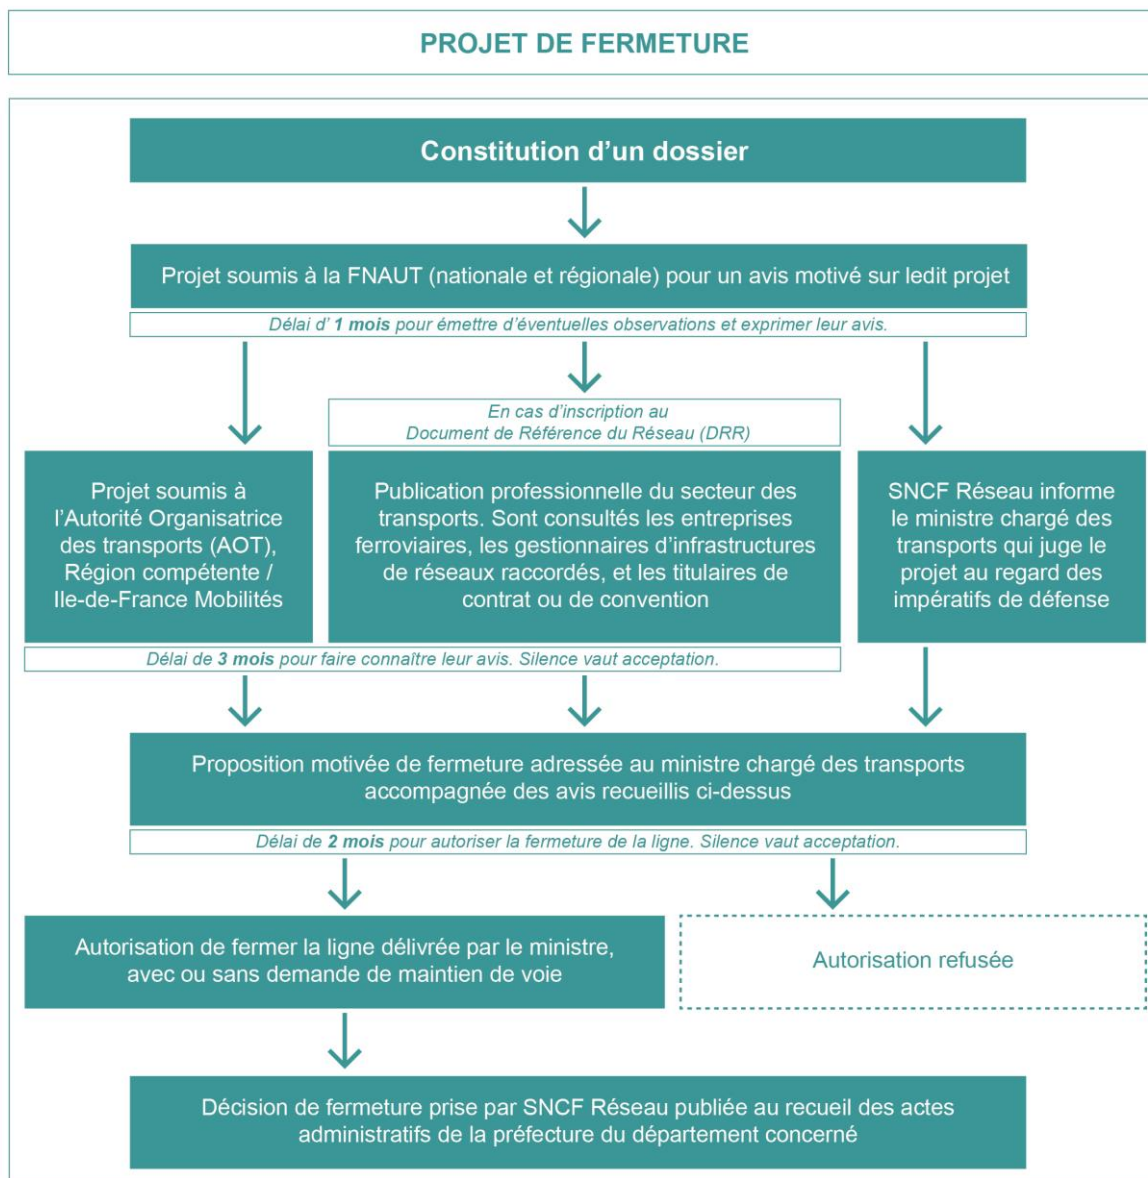 PROJET DE FERMETURE
Constitution d’un dossier
Projet soumis à la FNAUT (nationale et régionale) pour un avis motivé sur ledit projet
Délai d’ 1 mois pour émettre d’éventuelles observations et exprimer leur avis.
En cas d’inscription au
Document de Référence du Réseau (DRR)
Projet soumis à
l’Autorité Organisatrice
des transports (AOT),
Région compétente /
Ile-de-France Mobilités
Publication professionnelle du secteur des
transports. Sont consultés les entreprises
ferroviaires, les gestionnaires d’infrastructures
de réseaux raccordés, et les titulaires de
contrat ou de convention
SNCF Réseau informe
le ministre chargé des
transports qui juge le
projet au regard des
impératifs de défense
Délai de 3 mois pour faire connaître leur avis. Silence vaut acceptation.
Proposition motivée de fermeture adressée au ministre chargé des transports
accompagnée des avis recueillis ci-dessus
Délai de 2 mois pour autoriser la fermeture de la ligne. Silence vaut acceptation.
Autorisation de fermer la ligne délivrée par le ministre,
avec ou sans demande de maintien de voie
Autorisation refusée
Décision de fermeture prise par SNCF Réseau publiée au recueil des actes
administratifs de la préfecture du département concerné